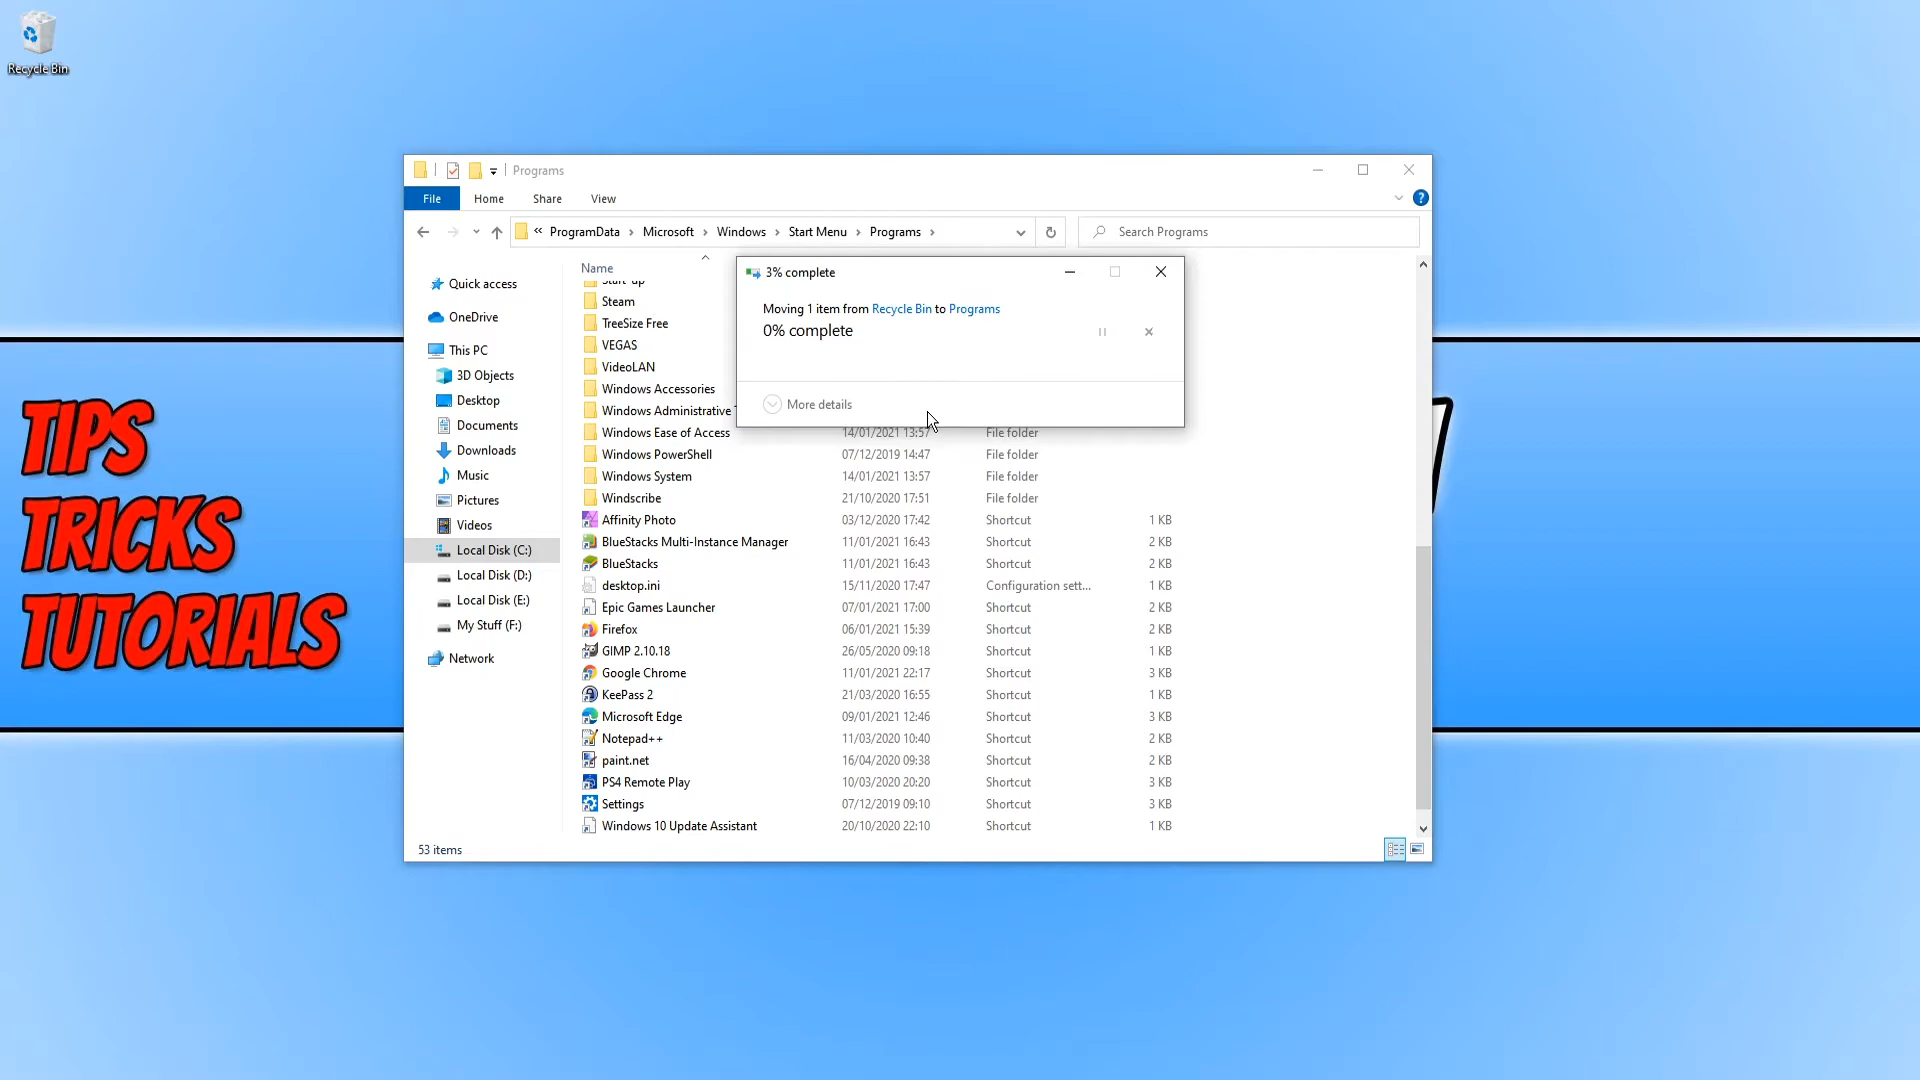 Recycle Bin
Programs
File Home Share View
« ProgramData › Microsoft › Windows › Start Menu › Programs ›
Search Programs
Quick access
OneDrive
This PC
3D Objects
Desktop
Documents
Downloads
Music
Pictures
Videos
Local Disk (C:)
Local Disk (D:)
Local Disk (E:)
My Stuff (F:)
Network
Name
Start-up
Steam
TreeSize Free
VEGAS
VideoLAN
Windows Accessories
Windows Administrative
Windows Ease of Access 14/01/2021 13:57 File folder
Windows PowerShell 07/12/2019 14:47 File folder
Windows System 14/01/2021 13:57 File folder
Windscribe 21/10/2020 17:51 File folder
Affinity Photo 03/12/2020 17:42 Shortcut 1 KB
BlueStacks Multi-Instance Manager 11/01/2021 16:43 Shortcut 2 KB
BlueStacks 11/01/2021 16:43 Shortcut 2 KB
desktop.ini 15/11/2020 17:47 Configuration sett... 1 KB
Epic Games Launcher 07/01/2021 17:00 Shortcut 2 KB
Firefox 06/01/2021 15:39 Shortcut 2 KB
GIMP 2.10.18 26/05/2020 09:18 Shortcut 1 KB
Google Chrome 11/01/2021 22:17 Shortcut 3 KB
KeePass 2 21/03/2020 16:55 Shortcut 1 KB
Microsoft Edge 09/01/2021 12:46 Shortcut 3 KB
Notepad++ 11/03/2020 10:40 Shortcut 2 KB
paint.net 16/04/2020 09:38 Shortcut 2 KB
PS4 Remote Play 10/03/2020 20:20 Shortcut 3 KB
Settings 07/12/2019 09:10 Shortcut 3 KB
Windows 10 Update Assistant 20/10/2020 22:10 Shortcut 1 KB
53 items
3% complete
Moving 1 item from Recycle Bin to Programs
0% complete
More details
TIPS
TRICKS
TUTORIALS